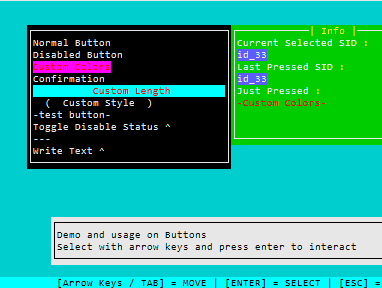 Normal Button
Disabled Button
Custom Colors
Confirmation
Custom Length
( Custom Style )
-test button-
Toggle Disable Status ^
---
Write Text ^
| Info |
Current Selected SID :
id_33
Last Pressed SID :
id_33
Just Pressed :
-Custom Colors-
Demo and usage on Buttons
Select with arrow keys and press enter to interact
[Arrow Keys / TAB] = MOVE | [ENTER] = SELECT | [ESC] =